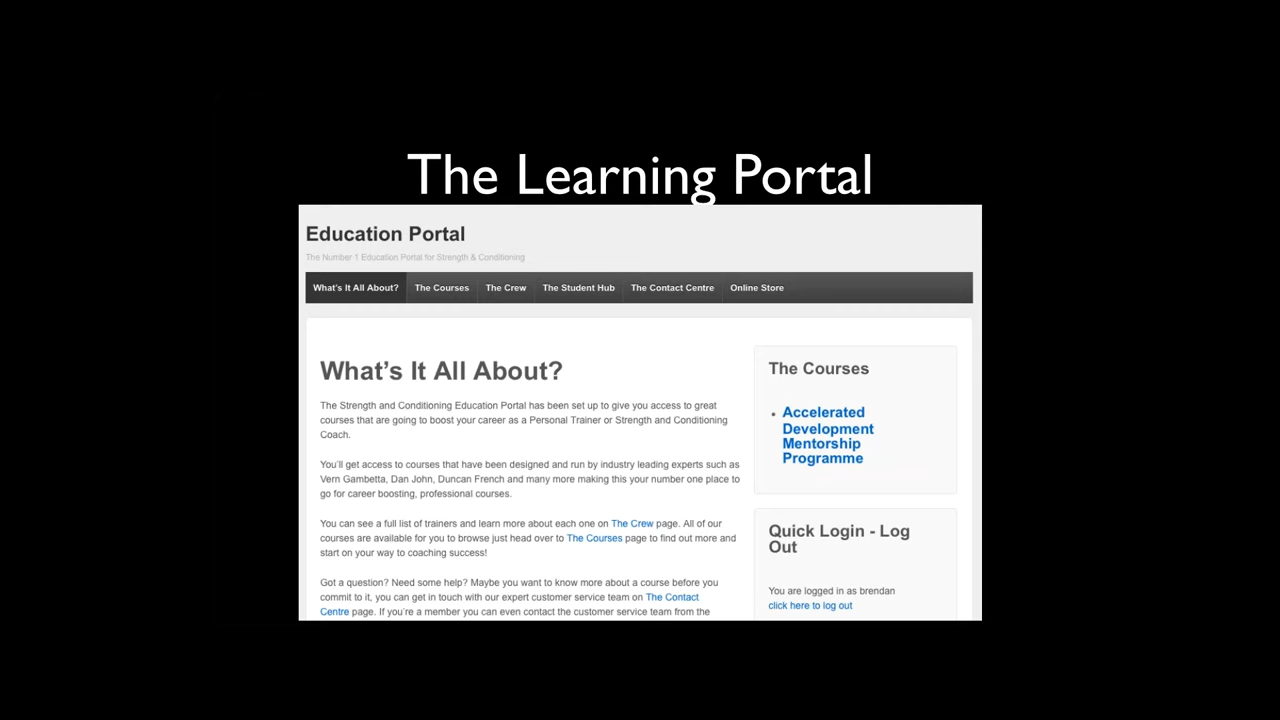 The Learning Portal
Education Portal
The Number 1 Education Portal for Strength & Conditioning
What's It All About? The Courses The Crew The Student Hub The Contact Centre Online Store
What's It All About?
The Strength and Conditioning Education Portal has been set up to give you access to great
courses that are going to boost your career as a Personal Trainer or Strength and Conditioning
Coach.
You'll get access to courses that have been designed and run by industry leading experts such as
Vern Gambetta, Dan John, Duncan French and many more making this your number one place to
go for career boosting, professional courses.
You can see a full list of trainers and learn more about each one on The Crew page. All of our
courses are available for you to browse just head over to The Courses page to find out more and
start on your way to coaching success!
Got a question? Need some help? Maybe you want to know more about a course before you
commit to it, you can get in touch with our expert customer service team on The Contact
Centre page. If you're a member you can even contact the customer service team from the
The Courses
• Accelerated
Development
Mentorship
Programme
Quick Login - Log
Out
You are logged in as brendan
click here to log out